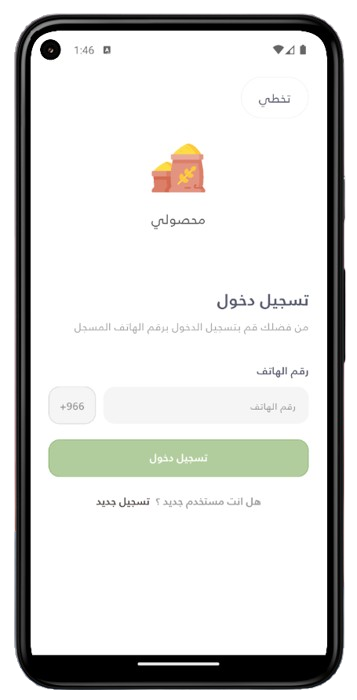 1:46
تخطي
محصولي
تسجيل دخول
من فضلك قم بتسجيل الدخول برقم الهاتف المسجل
رقم الهاتف
رقم الهاتف +966
تسجيل دخول
هل انت مستخدم جديد ؟ تسجيل جديد